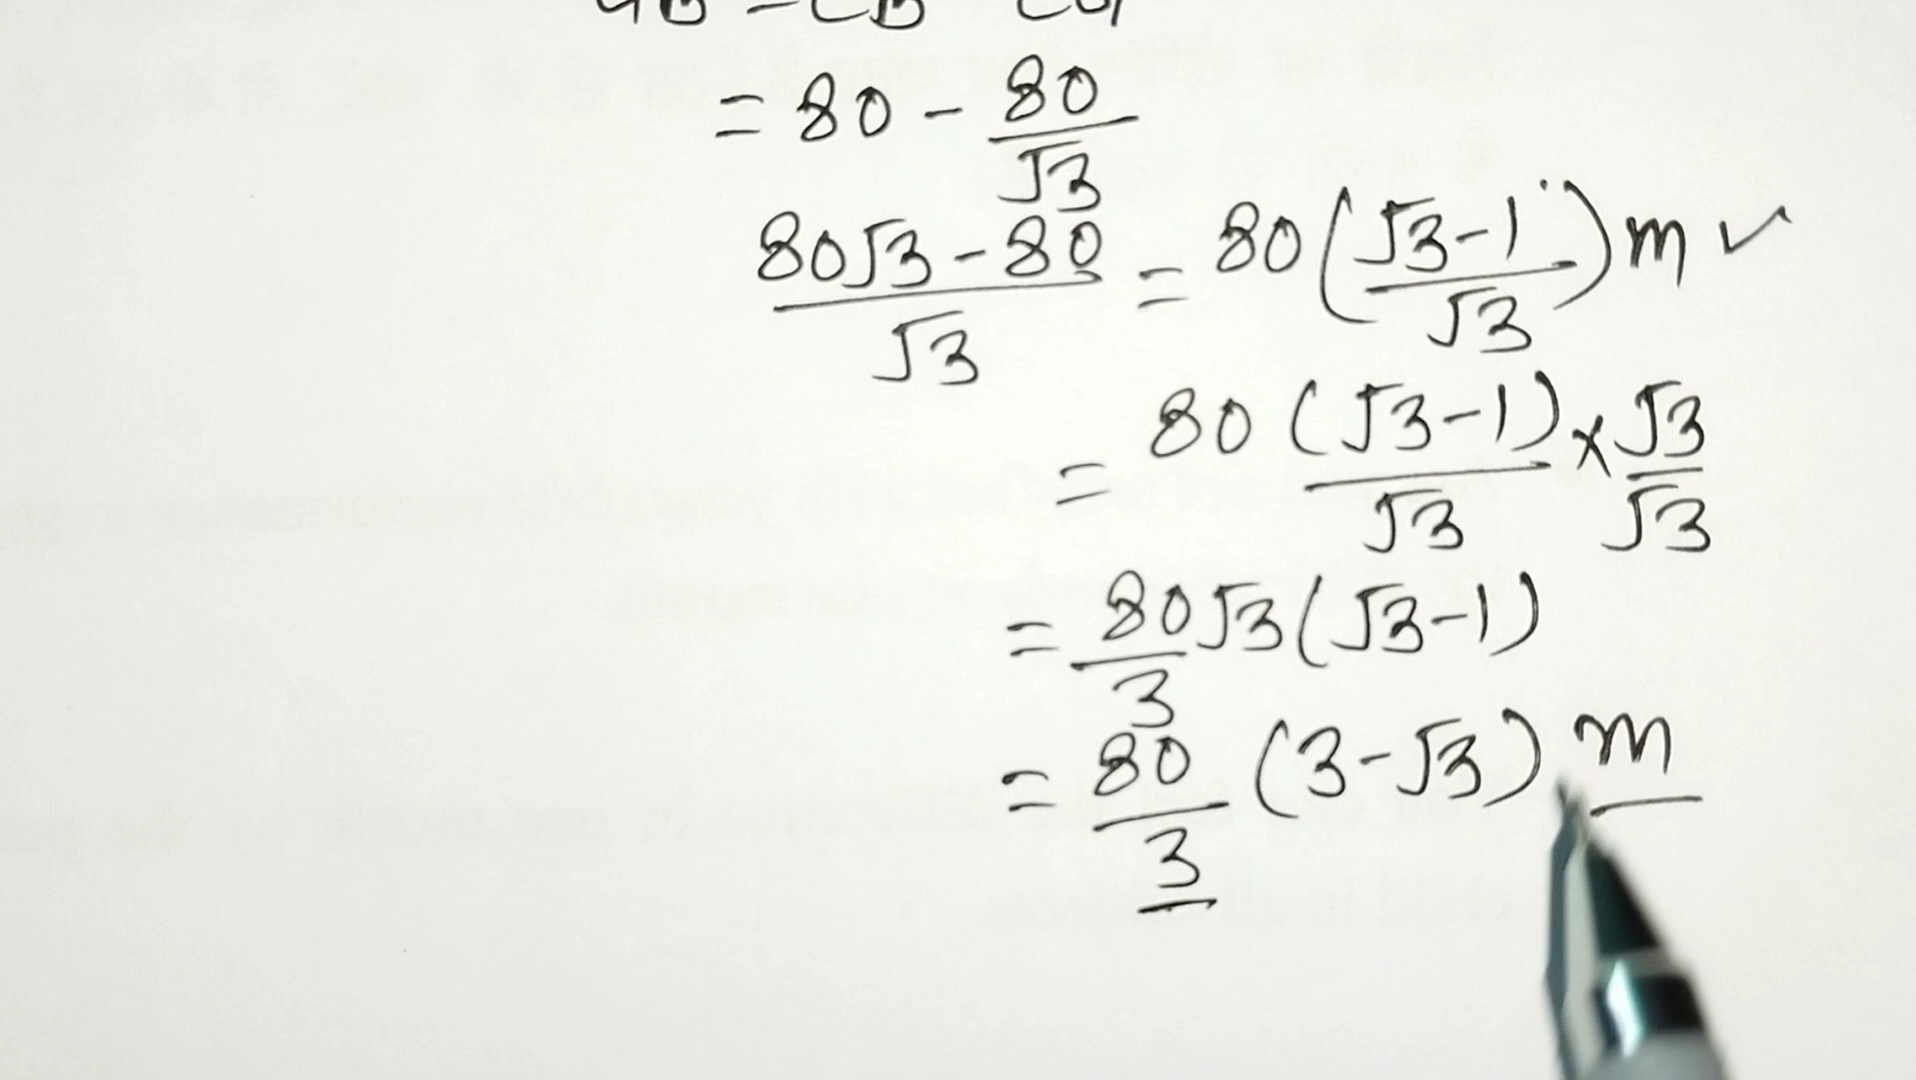 = 80 - 80/√3
(80√3 - 80)/√3 = 80((√3-1)/√3) m ✓
= 80 (√3-1)/√3 × √3/√3
= 80/3 √3(√3-1)
= 80/3 (3-√3) m